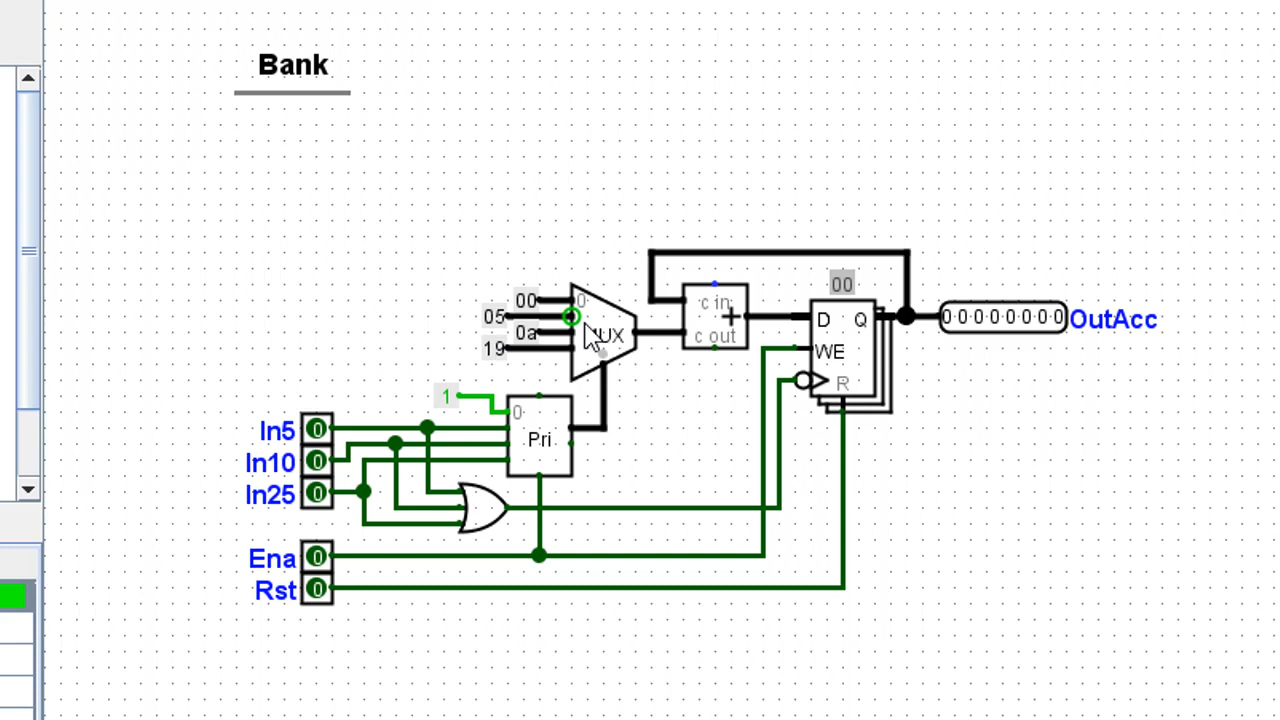 Bank
00
00 0
05 0 0 0 0 0 0 0 0 OutAcc
c in
D Q
+
0a UX
c out
19
WE
R
1
0
In5 0
Pri
In10 0
In25 0
Ena 0
Rst 0